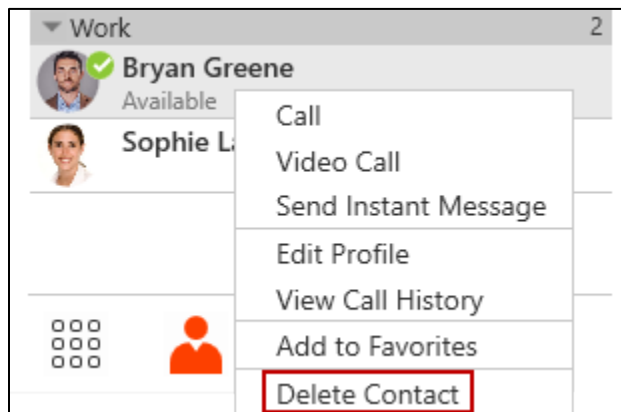 Work 2
Bryan Greene
Available
Sophie
Call
Video Call
Send Instant Message
Edit Profile
View Call History
Add to Favorites
Delete Contact